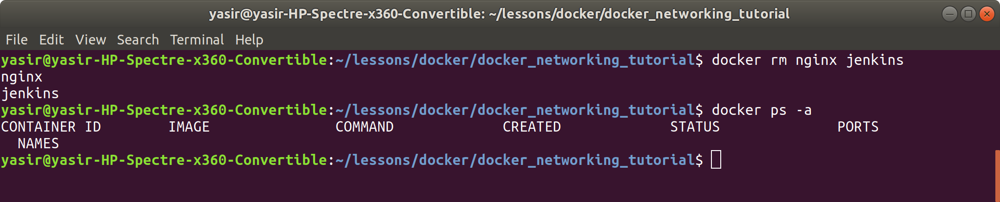 yasir@yasir-HP-Spectre-x360-Convertible: ~/lessons/docker/docker_networking_tutorial
File Edit View Search Terminal Help
yasir@yasir-HP-Spectre-x360-Convertible:~/lessons/docker/docker_networking_tutorial$ docker rm nginx jenkins
nginx
jenkins
yasir@yasir-HP-Spectre-x360-Convertible:~/lessons/docker/docker_networking_tutorial$ docker ps -a
CONTAINER ID        IMAGE               COMMAND             CREATED             STATUS              PORTS
  NAMES
yasir@yasir-HP-Spectre-x360-Convertible:~/lessons/docker/docker_networking_tutorial$